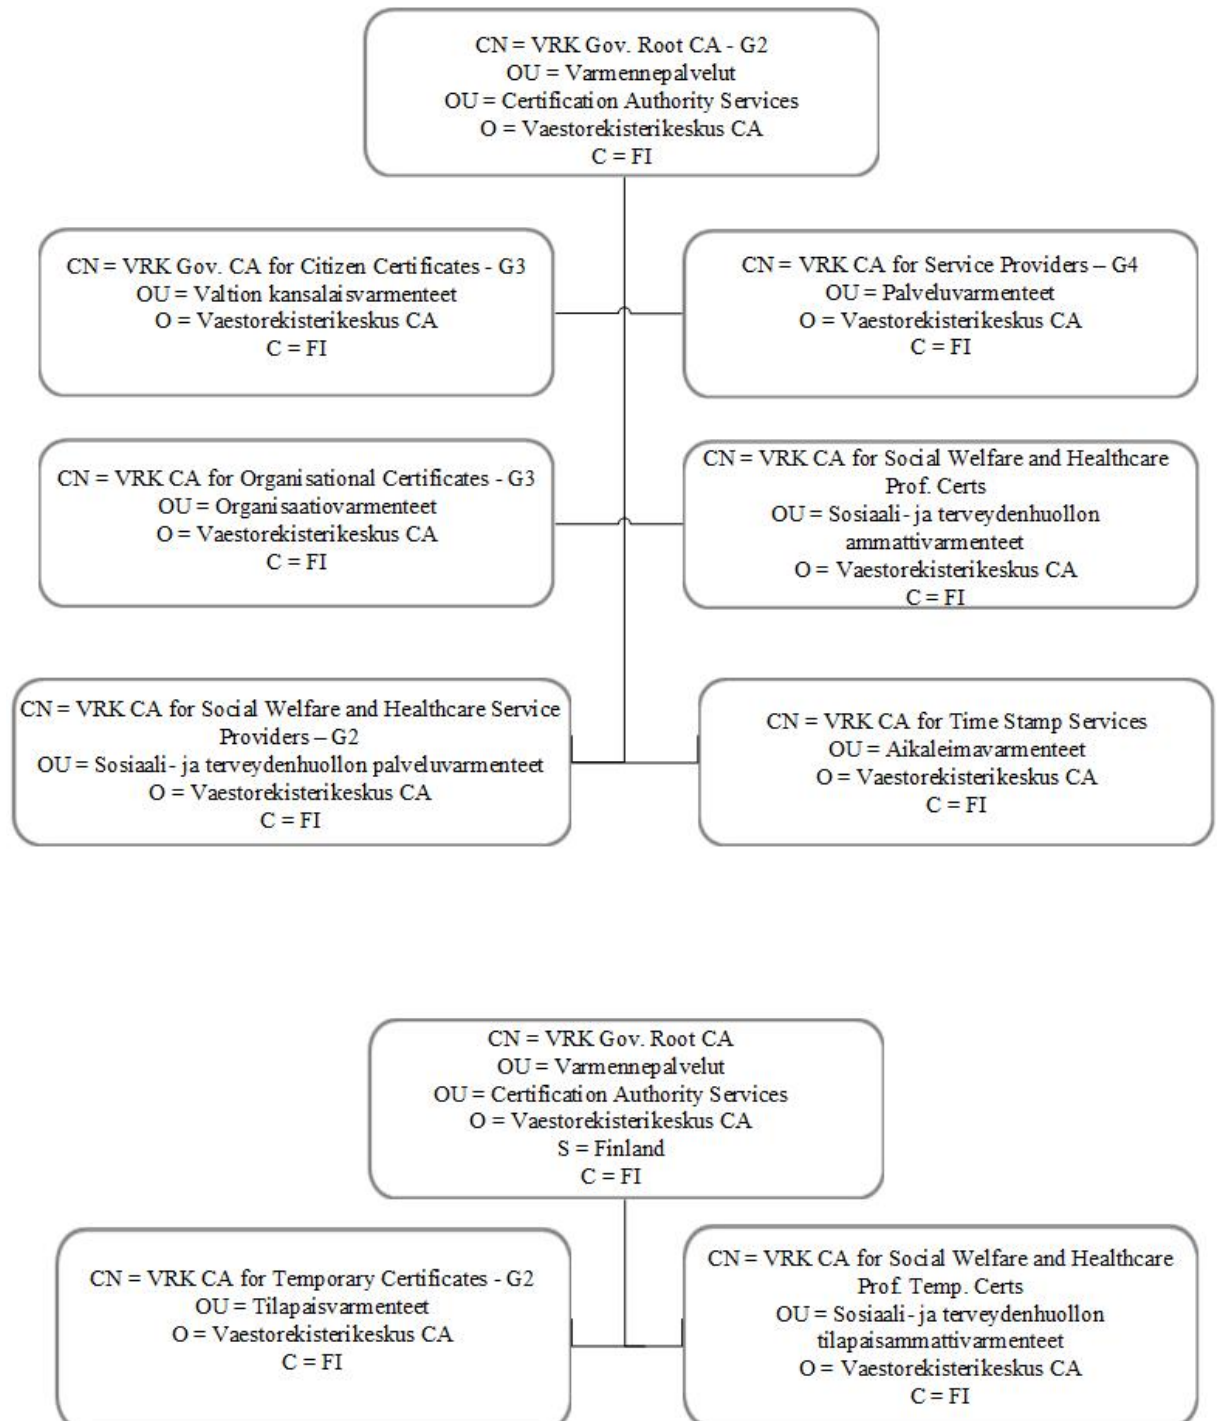 CN = VRK Gov. Root CA - G2
OU = Varmennepalvelut
OU = Certification Authority Services
O = Vaestorekisterikeskus CA
C = FI
CN = VRK Gov. CA for Citizen Certificates - G3
OU = Valtion kansalaisvarmenteet
O = Vaestorekisterikeskus CA
C = FI
CN = VRK CA for Service Providers – G4
OU = Palveluvarmenteet
O = Vaestorekisterikeskus CA
C = FI
CN = VRK CA for Organisational Certificates - G3
OU = Organisaatiovarmenteet
O = Vaestorekisterikeskus CA
C = FI
CN = VRK CA for Social Welfare and Healthcare
Prof. Certs
OU = Sosiaali- ja terveydenhuollon
ammattivarmenteet
O = Vaestorekisterikeskus CA
C = FI
CN = VRK CA for Social Welfare and Healthcare Service
Providers – G2
OU = Sosiaali- ja terveydenhuollon palveluvarmenteet
O = Vaestorekisterikeskus CA
C = FI
CN = VRK CA for Time Stamp Services
OU = Aikaleimavarmenteet
O = Vaestorekisterikeskus CA
C = FI
CN = VRK Gov. Root CA
OU = Varmennepalvelut
OU = Certification Authority Services
O = Vaestorekisterikeskus CA
S = Finland
C = FI
CN = VRK CA for Temporary Certificates - G2
OU = Tilapaisvarmenteet
O = Vaestorekisterikeskus CA
C = FI
CN = VRK CA for Social Welfare and Healthcare
Prof. Temp. Certs
OU = Sosiaali- ja terveydenhuollon
tilapaisammattivarmenteet
O = Vaestorekisterikeskus CA
C = FI